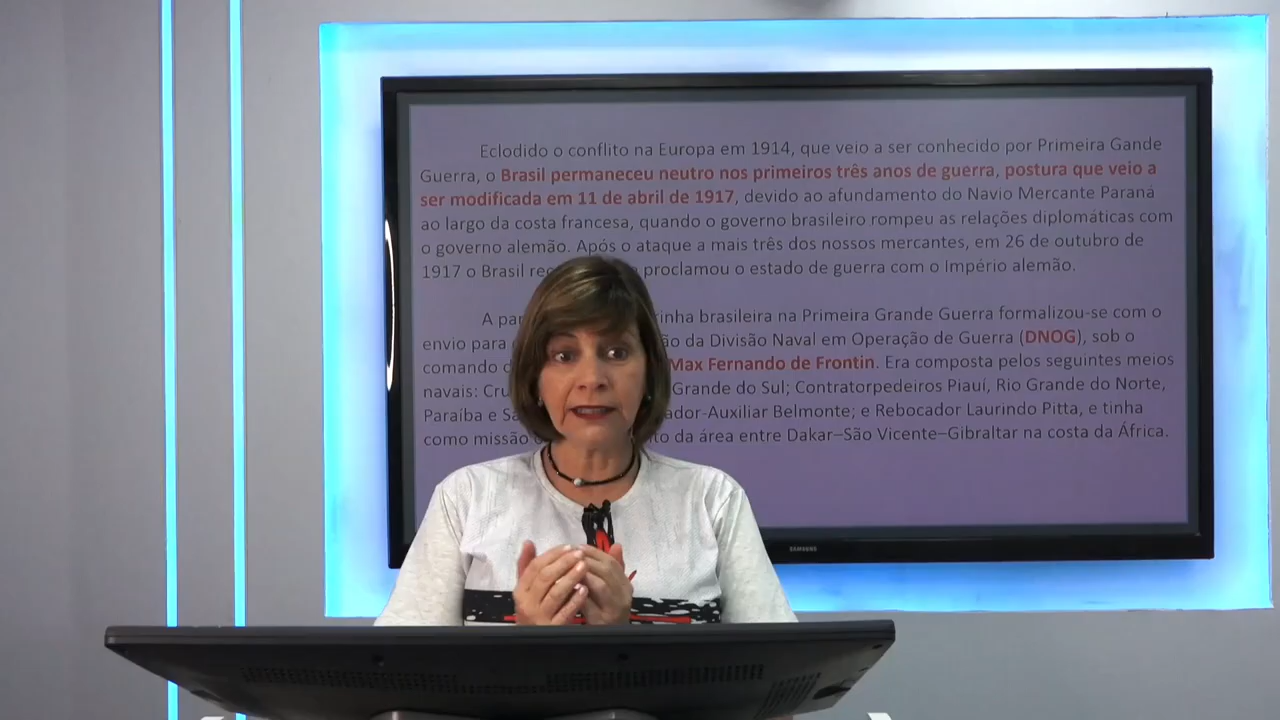 Eclodido o conflito na Europa em 1914, que veio a ser conhecido por Primeira Gande
Guerra, o Brasil permaneceu neutro nos primeiros três anos de guerra, postura que veio a
ser modificada em 11 de abril de 1917, devido ao afundamento do Navio Mercante Paraná
ao largo da costa francesa, quando o governo brasileiro rompeu as relações diplomáticas com
o governo alemão. Após o ataque a mais três dos nossos mercantes, em 26 de outubro de
1917 o Brasil proclamou o estado de guerra com o Império alemão.
A brasileira na Primeira Grande Guerra formalizou-se com o
envio para da Divisão Naval em Operação de Guerra (DNOG), sob o
comando Max Fernando de Frontin. Era composta pelos seguintes meios
navais: Grande do Sul; Contratorpedeiros Piauí, Rio Grande do Norte,
Paraíba e Belmonte; e Rebocador Laurindo Pitta, e tinha
como missão da área entre Dakar–São Vicente–Gibraltar na costa da África.
SAMSUNG